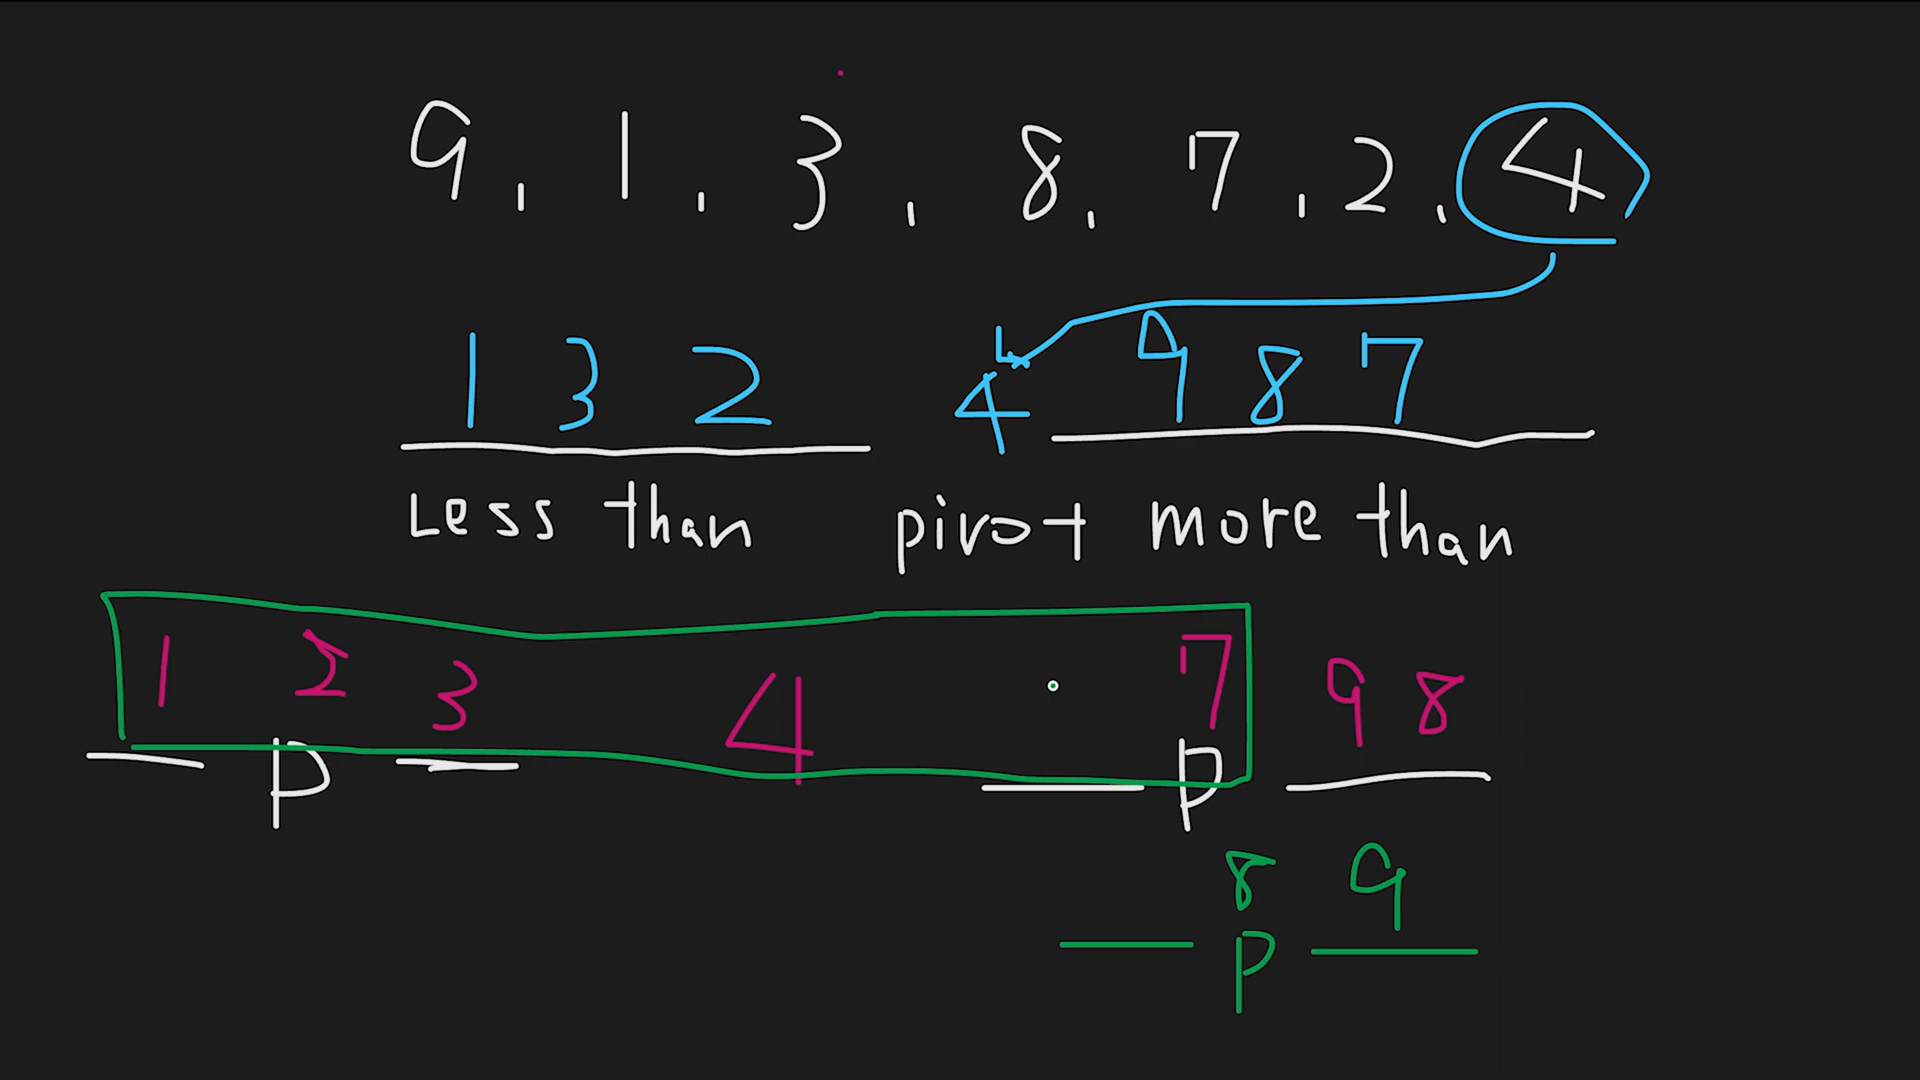 9, 1, 3, 8, 7, 2, 4
1 3 2 4 9 8 7
Less than pivot more than
1 2 3 4 7 9 8
P P
8 9
P